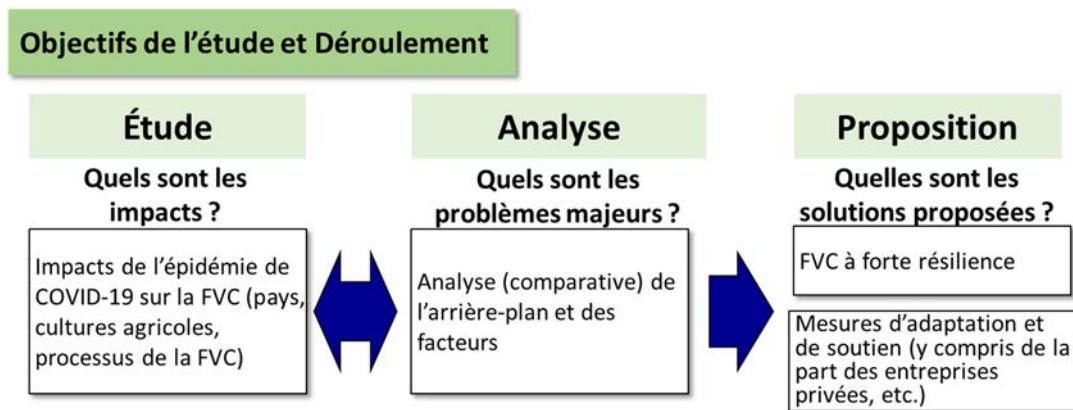 Objectifs de l'étude et Déroulement
Étude
Quels sont les
impacts ?
Impacts de l'épidémie de
COVID-19 sur la FVC (pays,
cultures agricoles,
processus de la FVC)
Analyse
Quels sont les
problèmes majeurs ?
Analyse (comparative) de
l'arrière-plan et des
facteurs
Proposition
Quelles sont les
solutions proposées ?
FVC à forte résilience
Mesures d'adaptation et
de soutien (y compris de la
part des entreprises
privées, etc.)